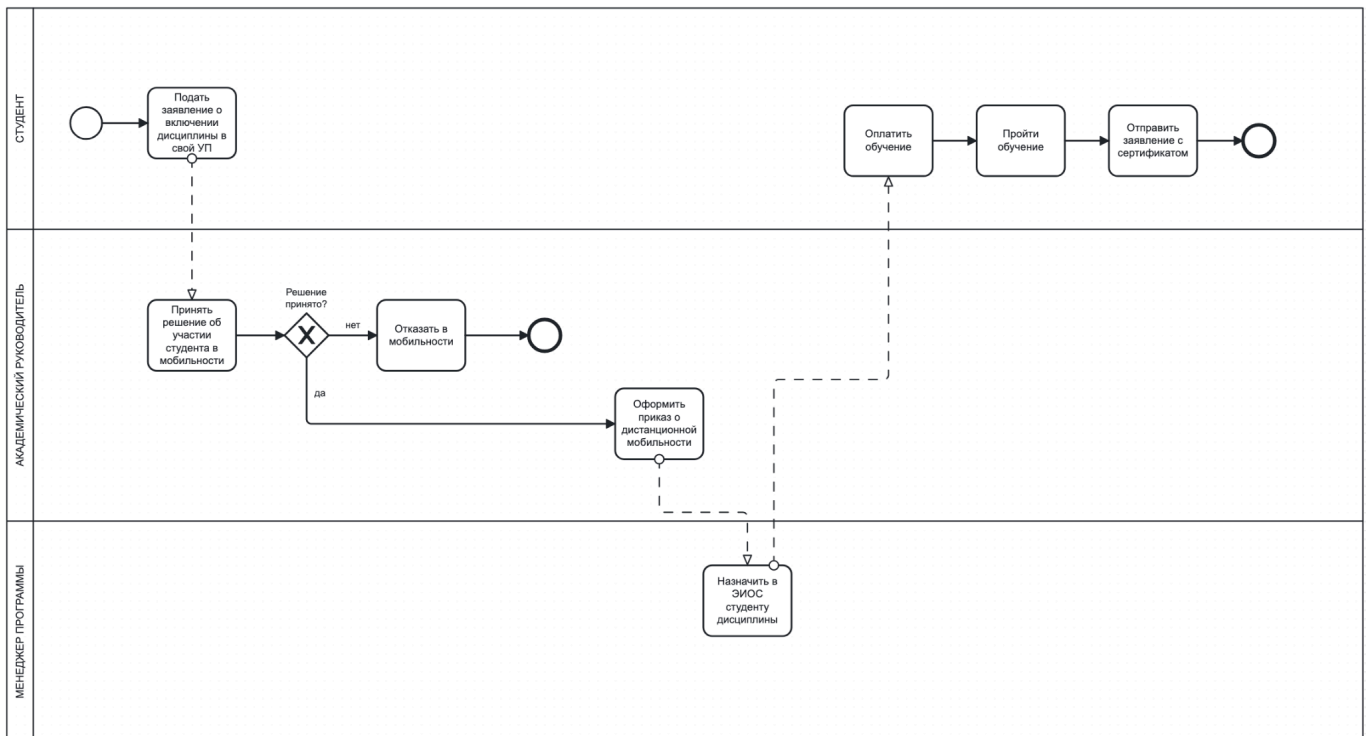 СТУДЕНТ
Подать
заявление о
включении
дисциплины в
свой УП
Оплатить
обучение
Пройти
обучение
Отправить
заявление с
сертификатом
АКАДЕМИЧЕСКИЙ РУКОВОДИТЕЛЬ
Принять
решение об
участии
студента в
мобильности
Решение
принято?
нет
да
Отказать в
мобильности
Оформить
приказ о
дистанционной
мобильности
МЕНЕДЖЕР ПРОГРАММЫ
Назначить в
ЭИОС
студенту
дисциплины